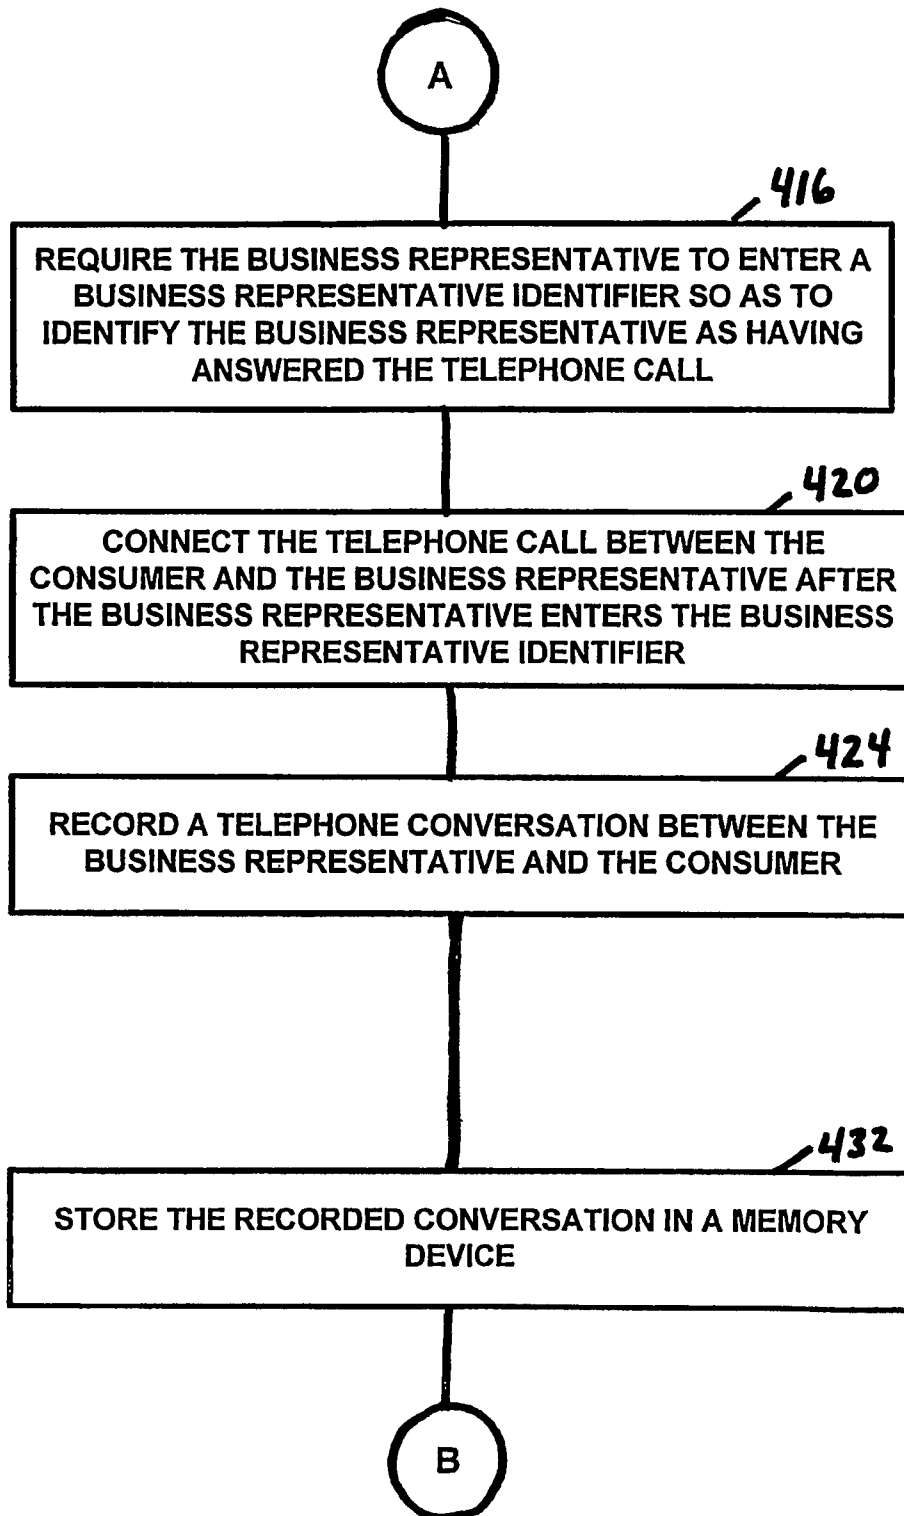 A
416
REQUIRE THE BUSINESS REPRESENTATIVE TO ENTER A
BUSINESS REPRESENTATIVE IDENTIFIER SO AS TO
IDENTIFY THE BUSINESS REPRESENTATIVE AS HAVING
ANSWERED THE TELEPHONE CALL
420
CONNECT THE TELEPHONE CALL BETWEEN THE
CONSUMER AND THE BUSINESS REPRESENTATIVE AFTER
THE BUSINESS REPRESENTATIVE ENTERS THE BUSINESS
REPRESENTATIVE IDENTIFIER
424
RECORD A TELEPHONE CONVERSATION BETWEEN THE
BUSINESS REPRESENTATIVE AND THE CONSUMER
432
STORE THE RECORDED CONVERSATION IN A MEMORY
DEVICE
B